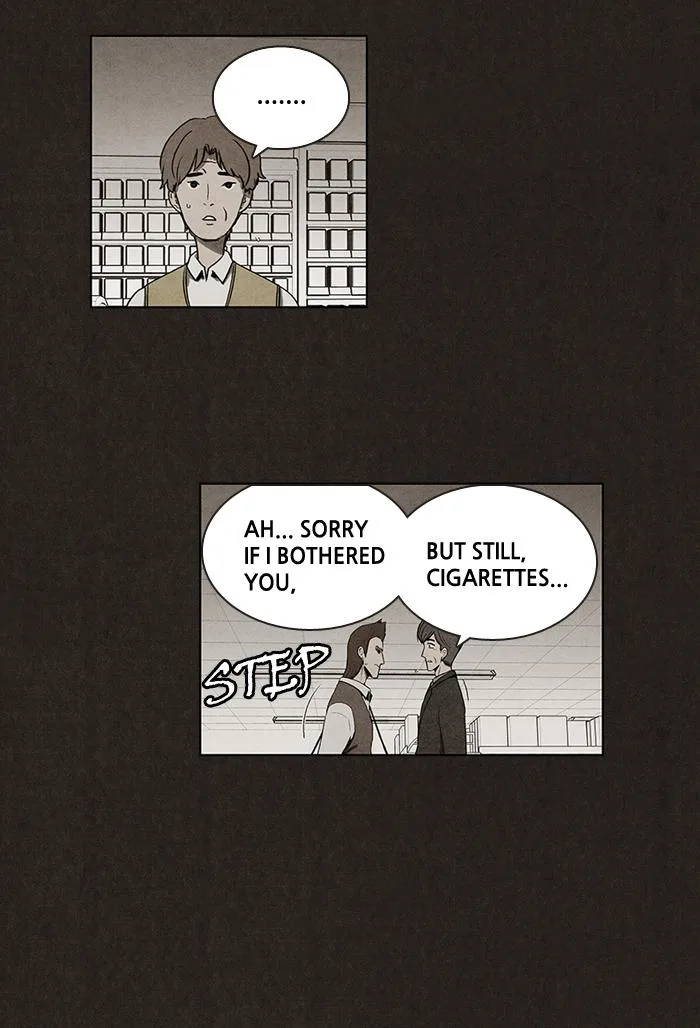 .......
AH... SORRY
IF I BOTHERED
YOU,
BUT STILL,
CIGARETTES...
STEP